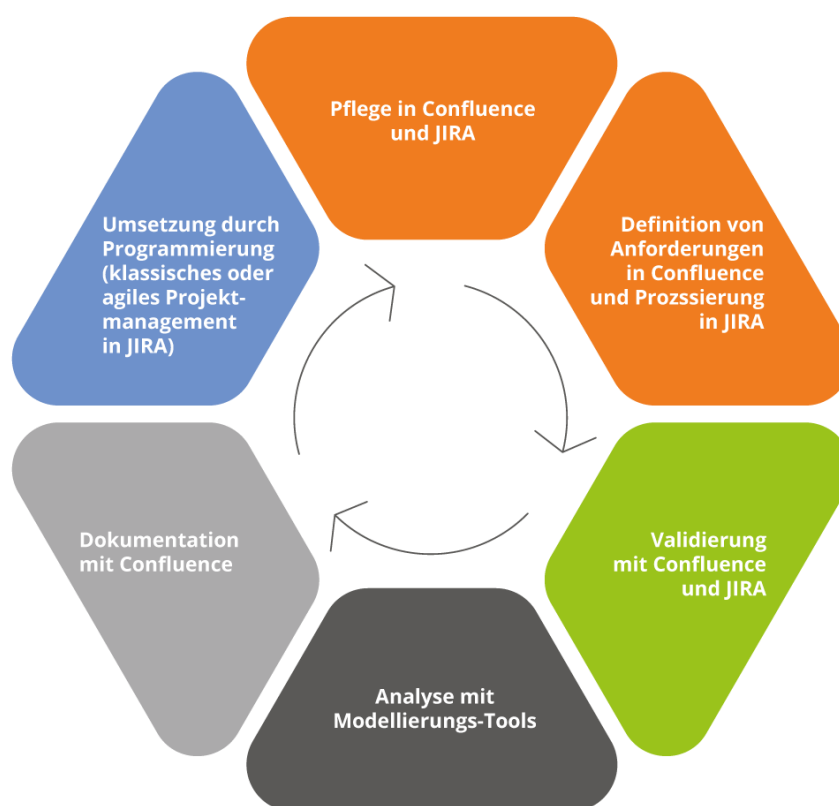 Pflege in Confluence
und JIRA
Definition von
Anforderungen
in Confluence
und Prozssierung
in JIRA
Validierung
mit Confluence
und JIRA
Analyse mit
Modellierungs-Tools
Dokumentation
mit Confluence
Umsetzung durch
Programmierung
(klassisches oder
agiles Projekt-
management
in JIRA)